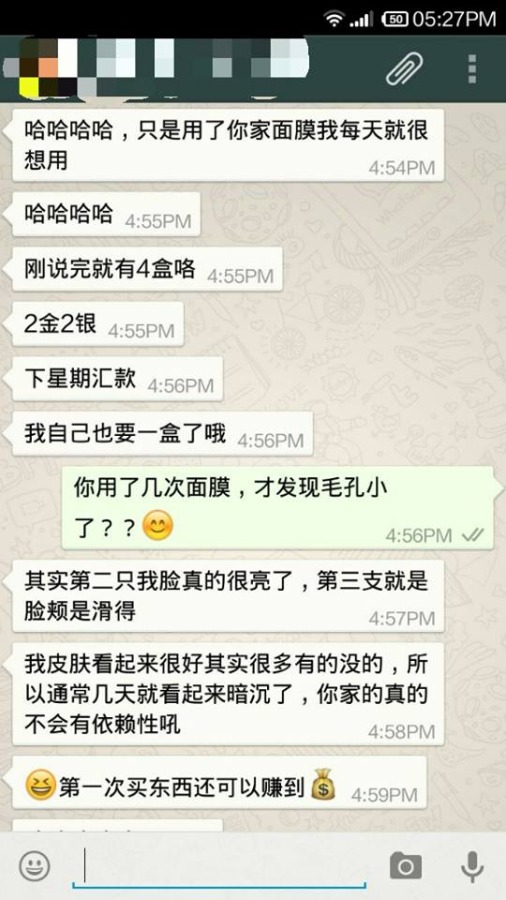 50 05:27PM
哈哈哈哈，只是用了你家面膜我每天就很
想用
4:54PM
哈哈哈哈 4:55PM
刚说完就有4盒咯 4:55PM
2金2银 4:55PM
下星期汇款 4:56PM
我自己也要一盒了哦 4:56PM
你用了几次面膜，才发现毛孔小
了？？😊
4:56PM
其实第二只我脸真的很亮了，第三支就是
脸颊是滑得
4:57PM
我皮肤看起来很好其实很多有的没的，所
以通常几天就看起来暗沉了，你家的真的
不会有依赖性吼
4:58PM
😆第一次买东西还可以赚到💰 4:59PM